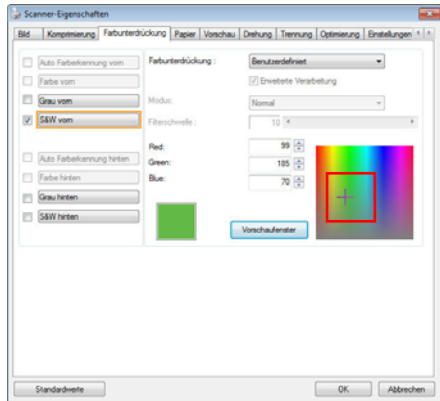 Scanner-Eigenschaften
Bild Komprimierung Farbunterdrückung Papier Vorschau Drehung Trennung Optimierung Einstellungen
Auto Farberkennung vorn
Farbe vorn
Grau vorn
S&W vorn
Auto Farberkennung hinten
Farbe hinten
Grau hinten
S&W hinten
Farbunterdrückung : Benutzerdefiniert
Erweiterte Verarbeitung
Modus: Normal
Filterschwelle : 10
Red: 99
Green: 185
Blue: 70
Vorschaufenster
Standardwerte OK Abbrechen